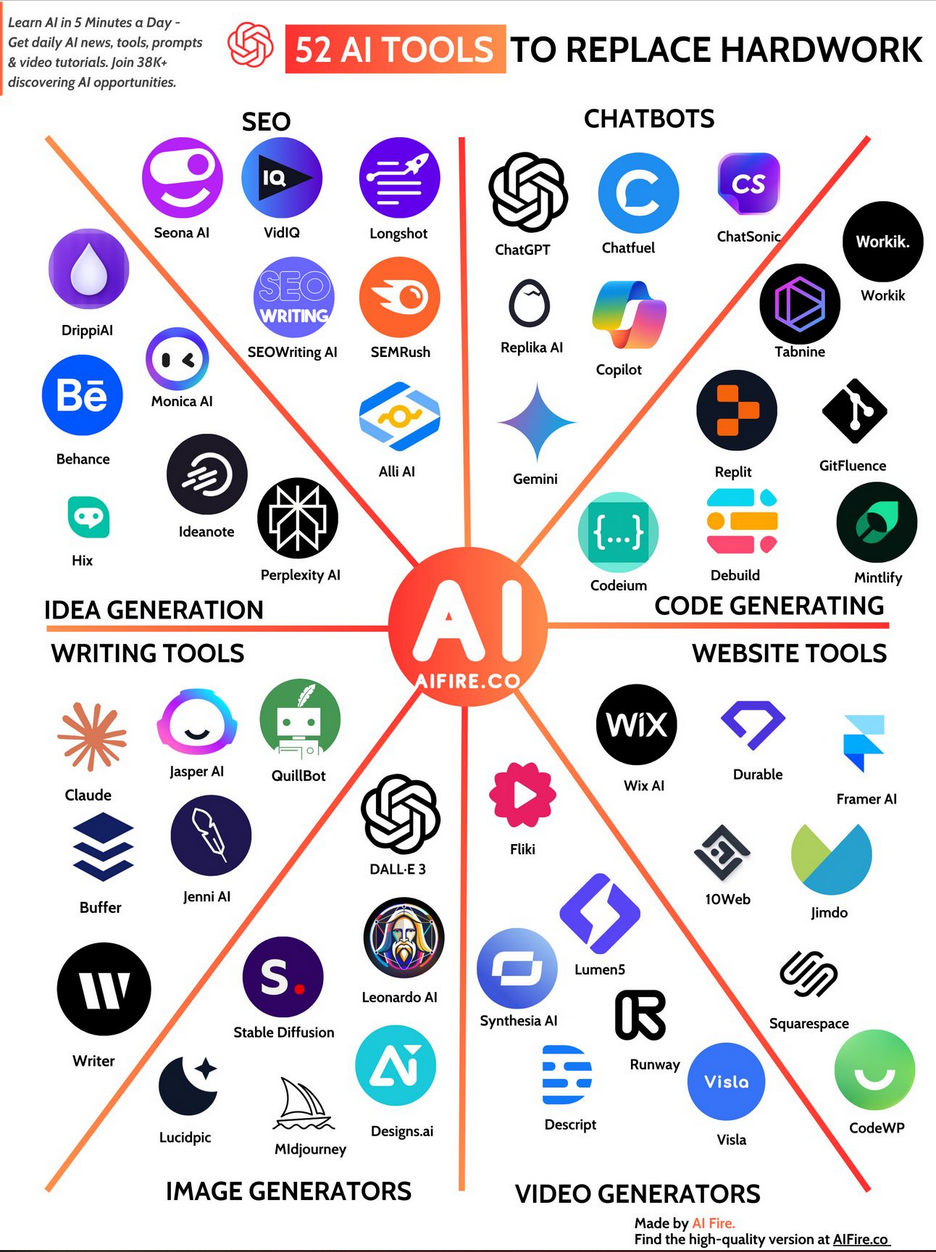 Learn AI in 5 Minutes a Day -
Get daily AI news, tools, prompts
& video tutorials. Join 38K+
discovering AI opportunities.
52 AI TOOLS TO REPLACE HARDWORK
SEO
Seona AI
IQ
VidIQ
Longshot
SEO
WRITING
SEOWriting AI
SEMRush
Alli AI
CHATBOTS
ChatGPT
Chatfuel
CS
ChatSonic
Replika AI
Copilot
Gemini
DrippiAI
Monica AI
Bē
Behance
Ideanote
Hix
Perplexity AI
IDEA GENERATION
Workik.
Workik
Tabnine
Replit
GitFluence
{...}
Codeium
Debuild
Mintlify
CODE GENERATING
AI
AIFIRE.CO
WRITING TOOLS
Claude
Jasper AI
QuillBot
Buffer
Jenni AI
Writer
WEBSITE TOOLS
WiX
Wix AI
Durable
Framer AI
10Web
Jimdo
Squarespace
CodeWP
DALL·E 3
Leonardo AI
S.
Stable Diffusion
Lucidpic
MIdjourney
Ai
Designs.ai
IMAGE GENERATORS
Fliki
Lumen5
Synthesia AI
Runway
Descript
Visla
Visla
VIDEO GENERATORS
Made by AI Fire.
Find the high-quality version at AIFire.co